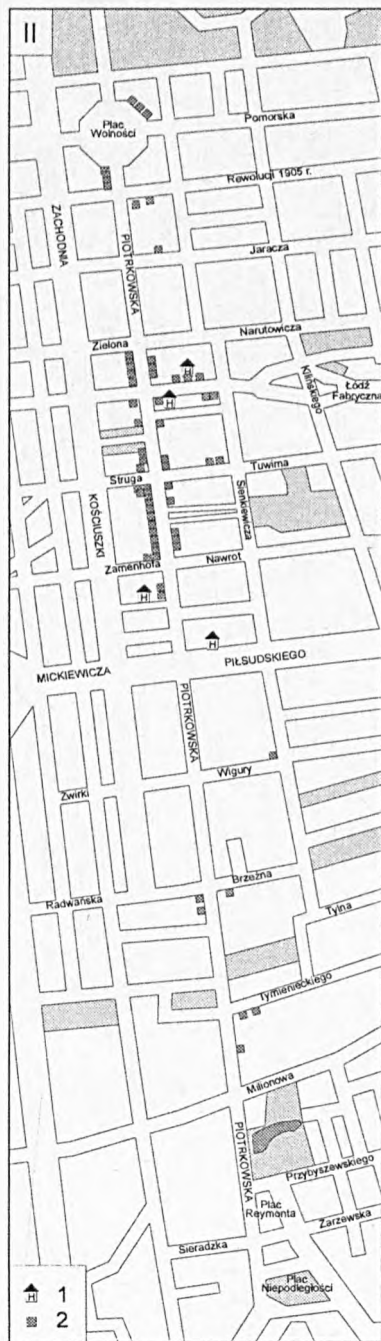 II
Pomorska
Plac
Wolności
Rewolucji 1905 r.
ZACHODNIA
PIOTRKOWSKA
Jaracza
Narutowicza
Zielona
Kilińskiego
Łódź
Fabryczna
H
H
Tuwima
Struga
Sienkiewicza
KOŚCIUSZKI
Nawrot
Zamenhofa
H
H
PIŁSUDSKIEGO
MICKIEWICZA
PIOTRKOWSKA
Wigury
Żwirki
Brzeźna
Radwańska
Tylna
Tymienieckiego
Milionowa
PIOTRKOWSKA
Przybyszewskiego
Plac
Reymonta
Zarzewska
Sieradzka
Plac
Niepodległości
H 1
2